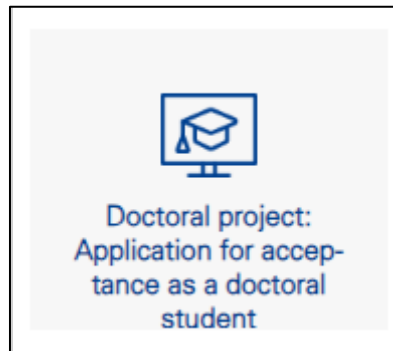 Doctoral project:
Application for accep-
tance as a doctoral
student